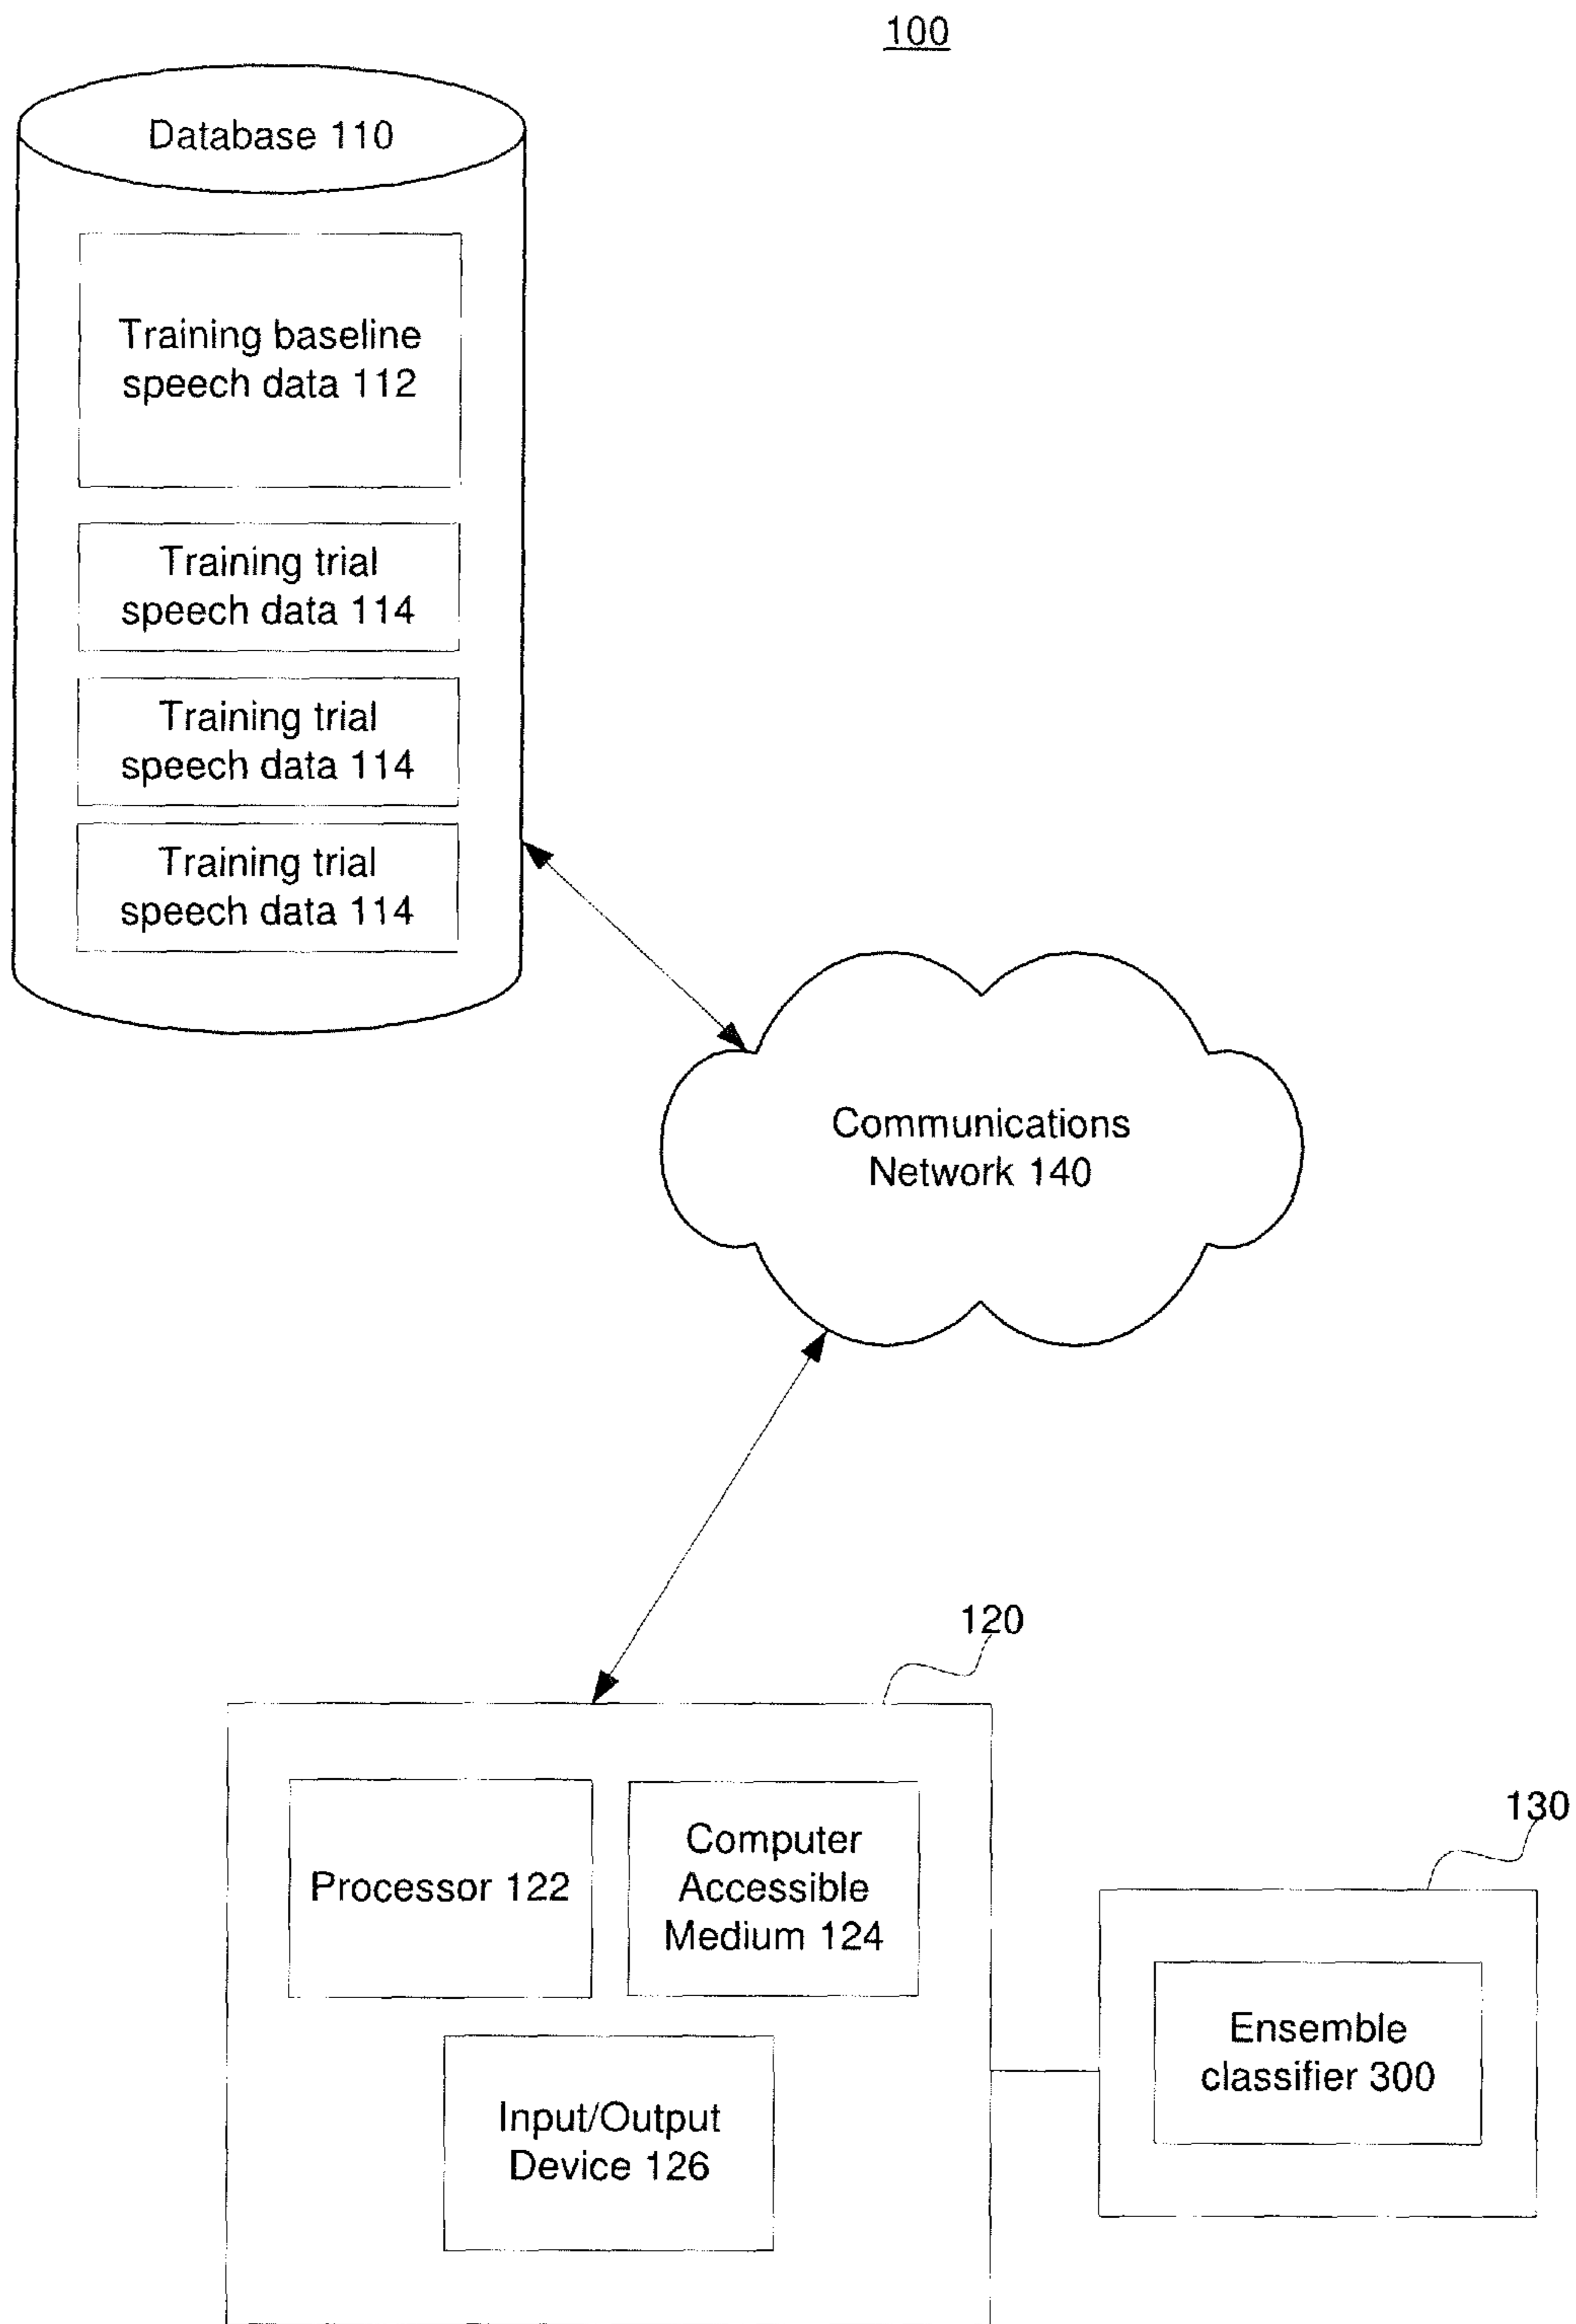 100
Database 110
Training baseline
speech data 112
Training trial
speech data 114
Training trial
speech data 114
Training trial
speech data 114
Communications
Network 140
120
130
Processor 122
Computer
Accessible
Medium 124
Input/Output
Device 126
Ensemble
classifier 300